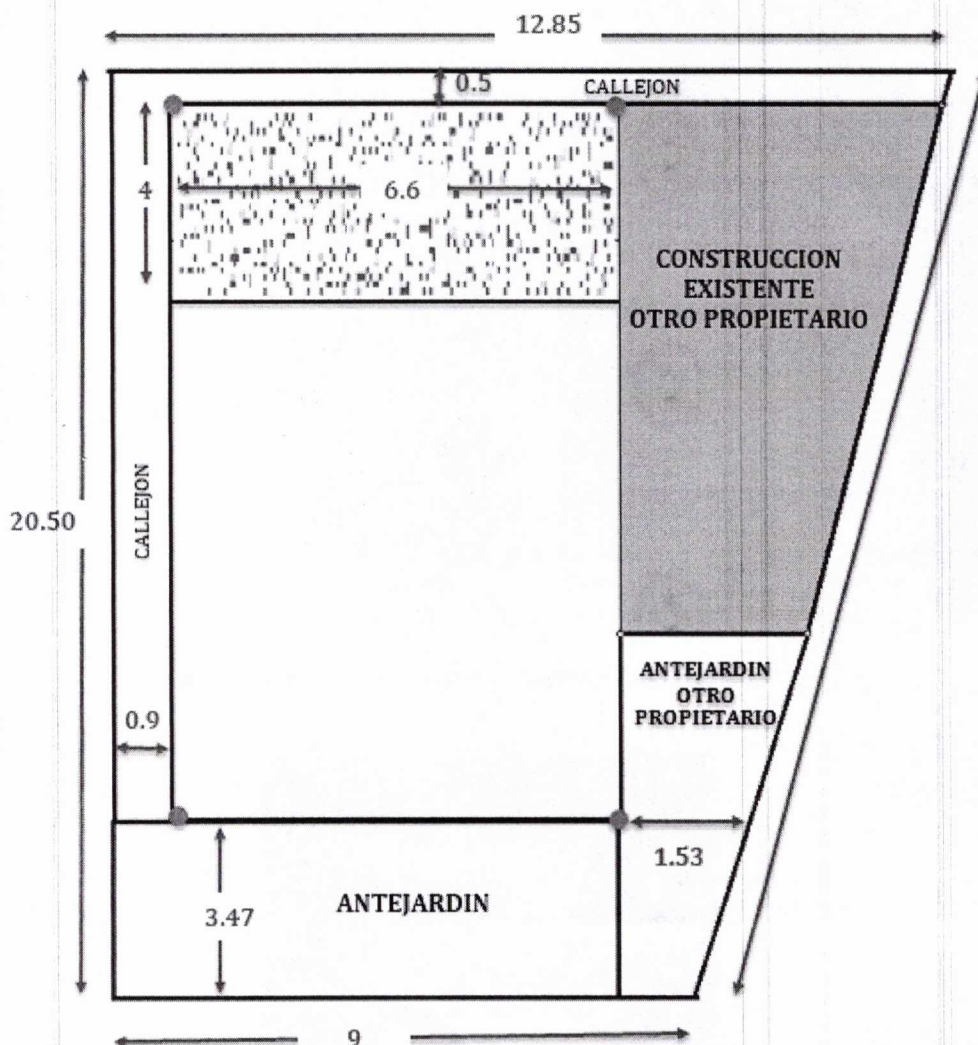 12.85
0.5
CALLEJON
4
6.6
CONSTRUCCION
EXISTENTE
OTRO PROPIETARIO
CALLEJON
20.50
ANTEJARDIN
OTRO
PROPIETARIO
0.9
1.53
3.47
ANTEJARDIN
9